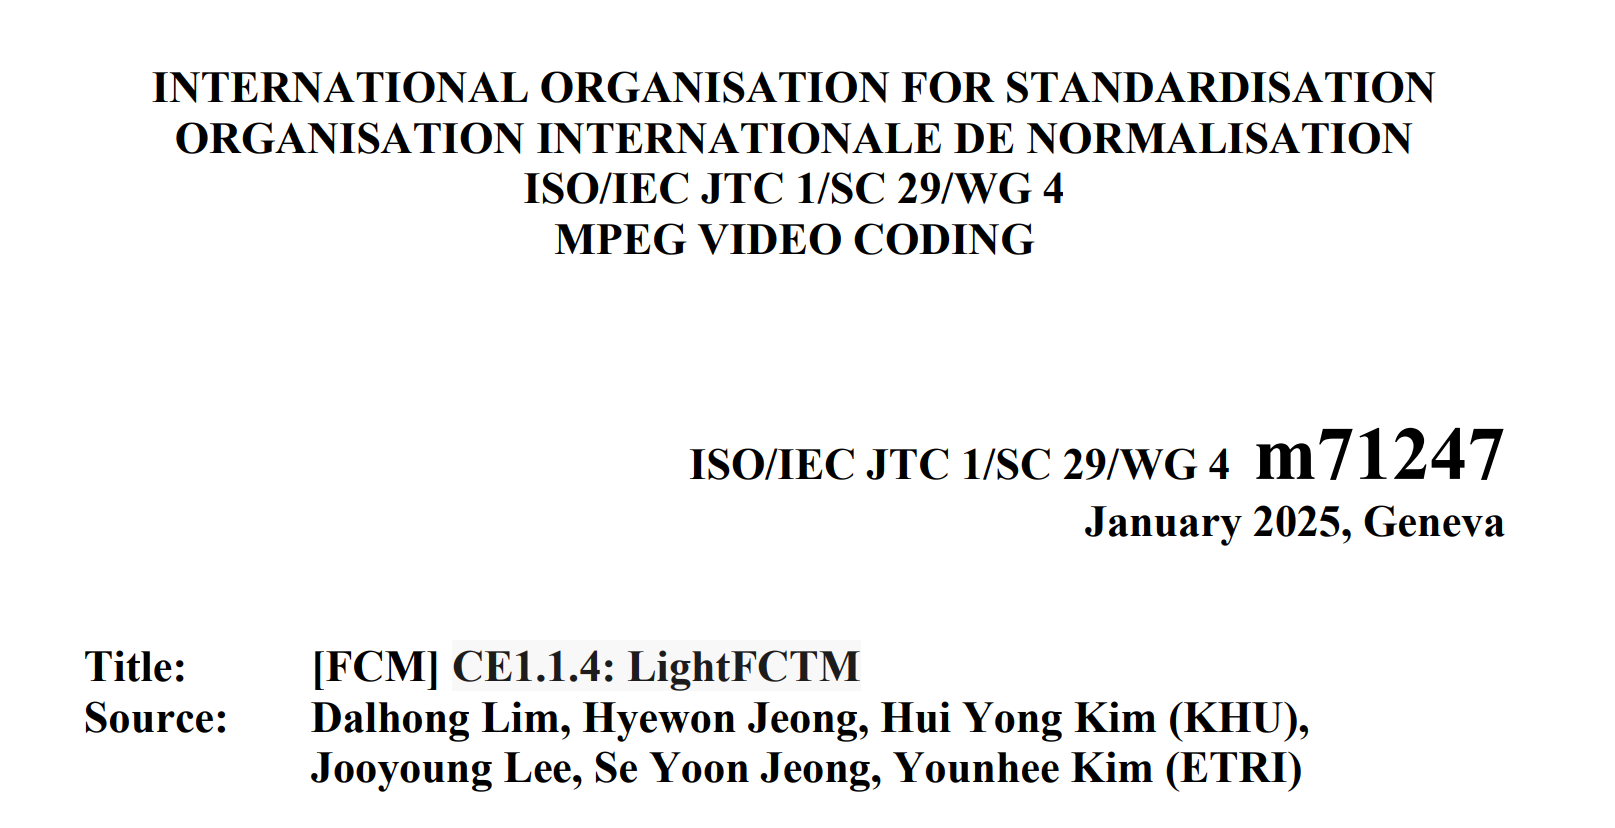 INTERNATIONAL ORGANISATION FOR STANDARDISATION
ORGANISATION INTERNATIONALE DE NORMALISATION
ISO/IEC JTC 1/SC 29/WG 4
MPEG VIDEO CODING
ISO/IEC JTC 1/SC 29/WG 4 m71247
January 2025, Geneva
Title: [FCM] CE1.1.4: LightFCTM
Source: Dalhong Lim, Hyewon Jeong, Hui Yong Kim (KHU),
Jooyoung Lee, Se Yoon Jeong, Younhee Kim (ETRI)